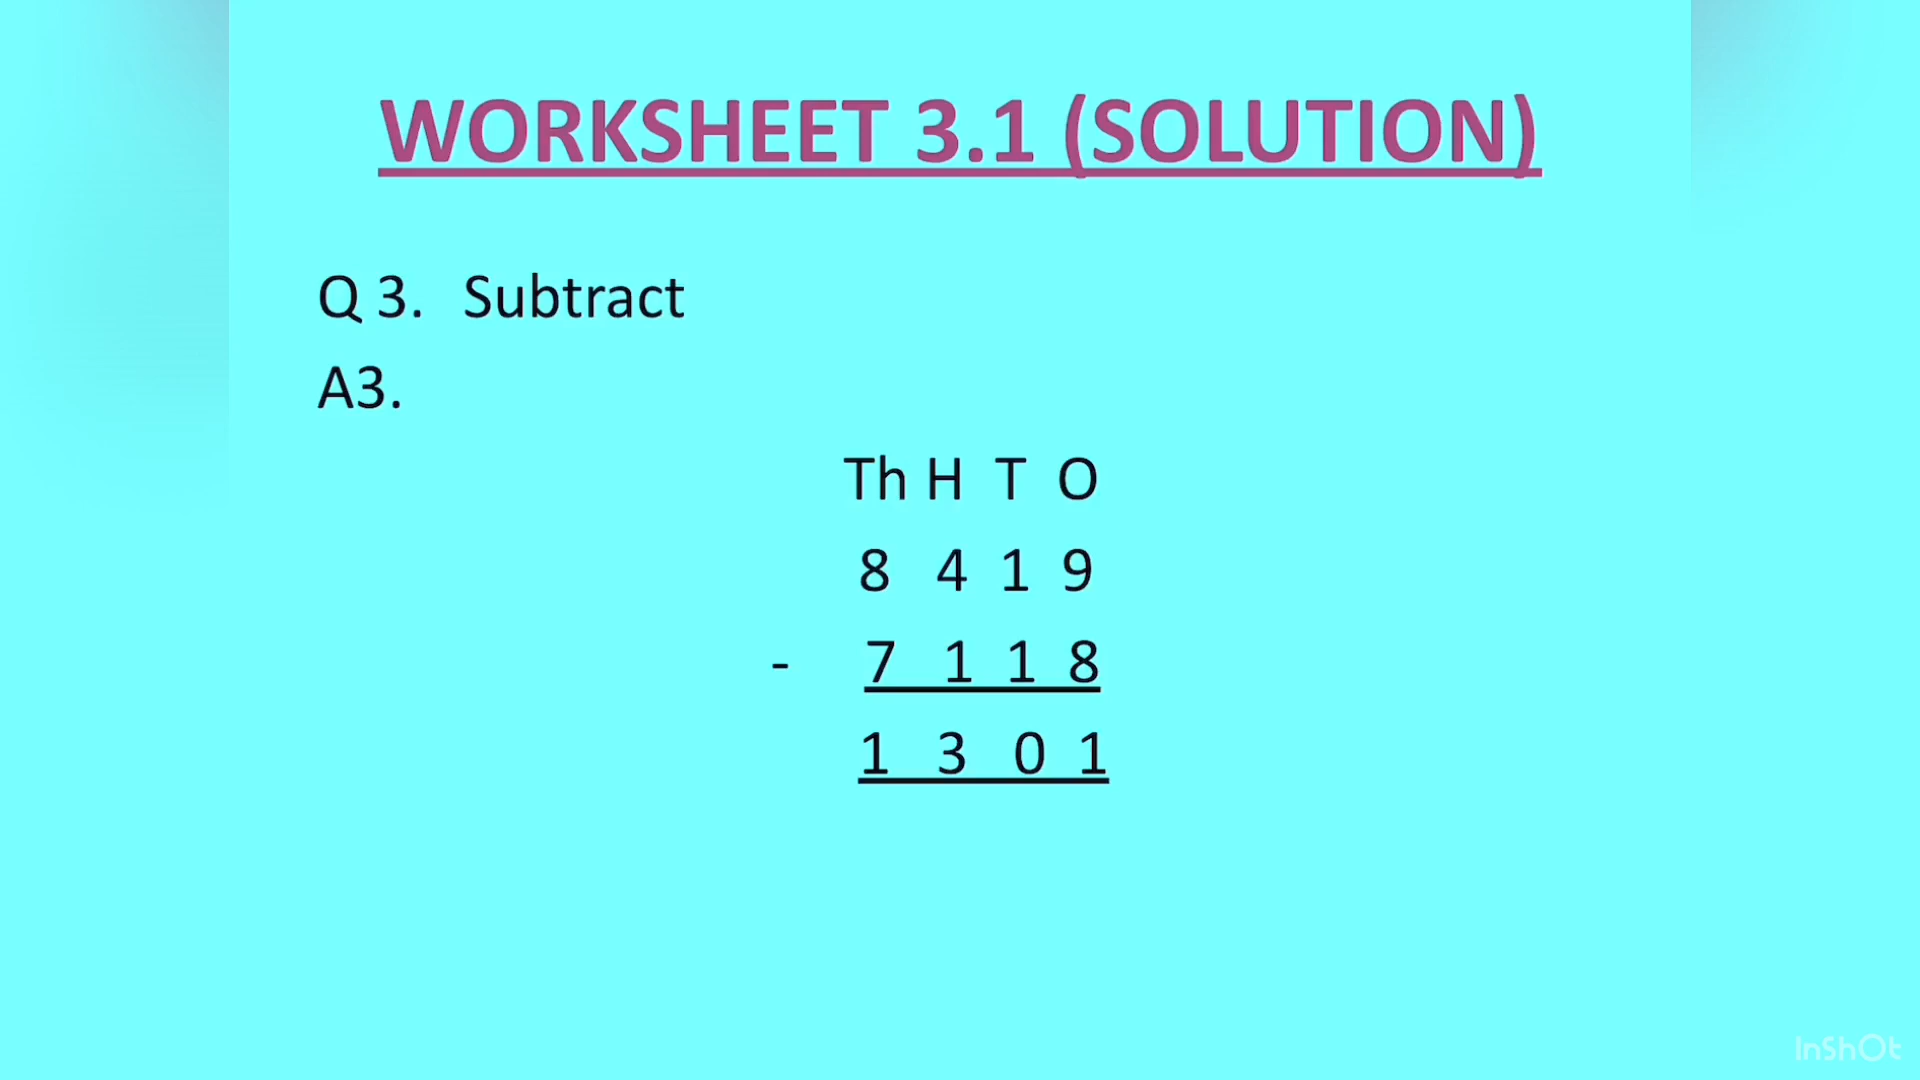 WORKSHEET 3.1 (SOLUTION)
Q 3. Subtract
A3.
Th H T O
8 4 1 9
- 7 1 1 8
1 3 0 1
InShOt